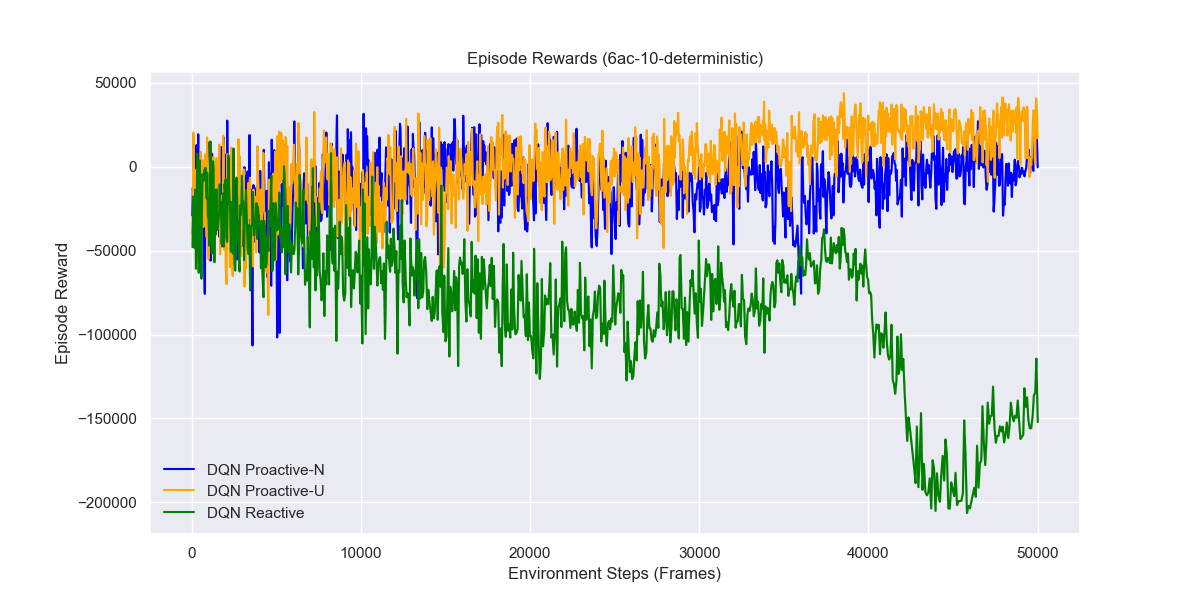 Episode Rewards (6ac-10-deterministic)
50000
0
−50000
−100000
−150000
−200000
Episode Reward
DQN Proactive-N
DQN Proactive-U
DQN Reactive
0 10000 20000 30000 40000 50000
Environment Steps (Frames)